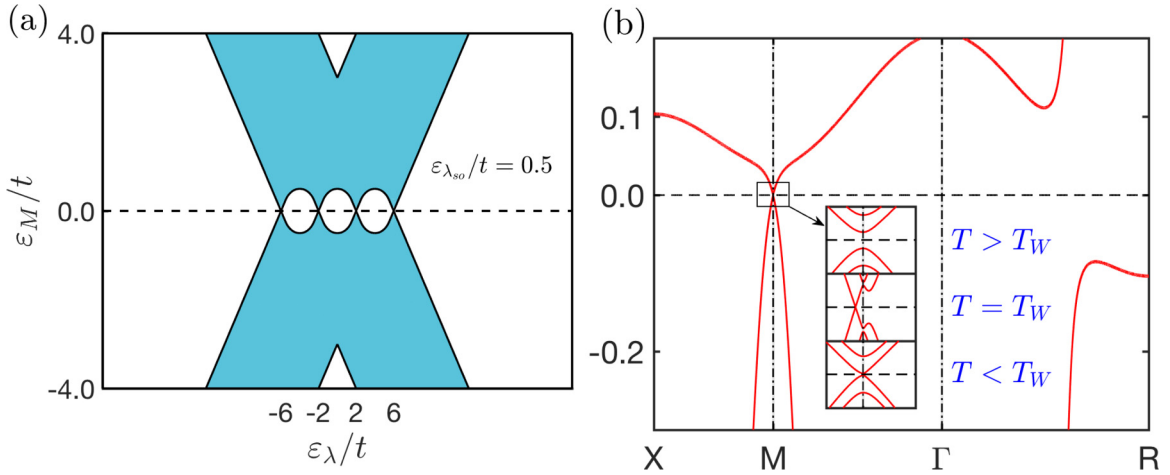 (a)
4.0
0.0
-4.0
ε_M/t
ε_{λ_{so}}/t = 0.5
-6 -2 2 6
ε_λ/t
(b)
0.1
0.0
-0.2
T > T_W
T = T_W
T < T_W
X M Γ R